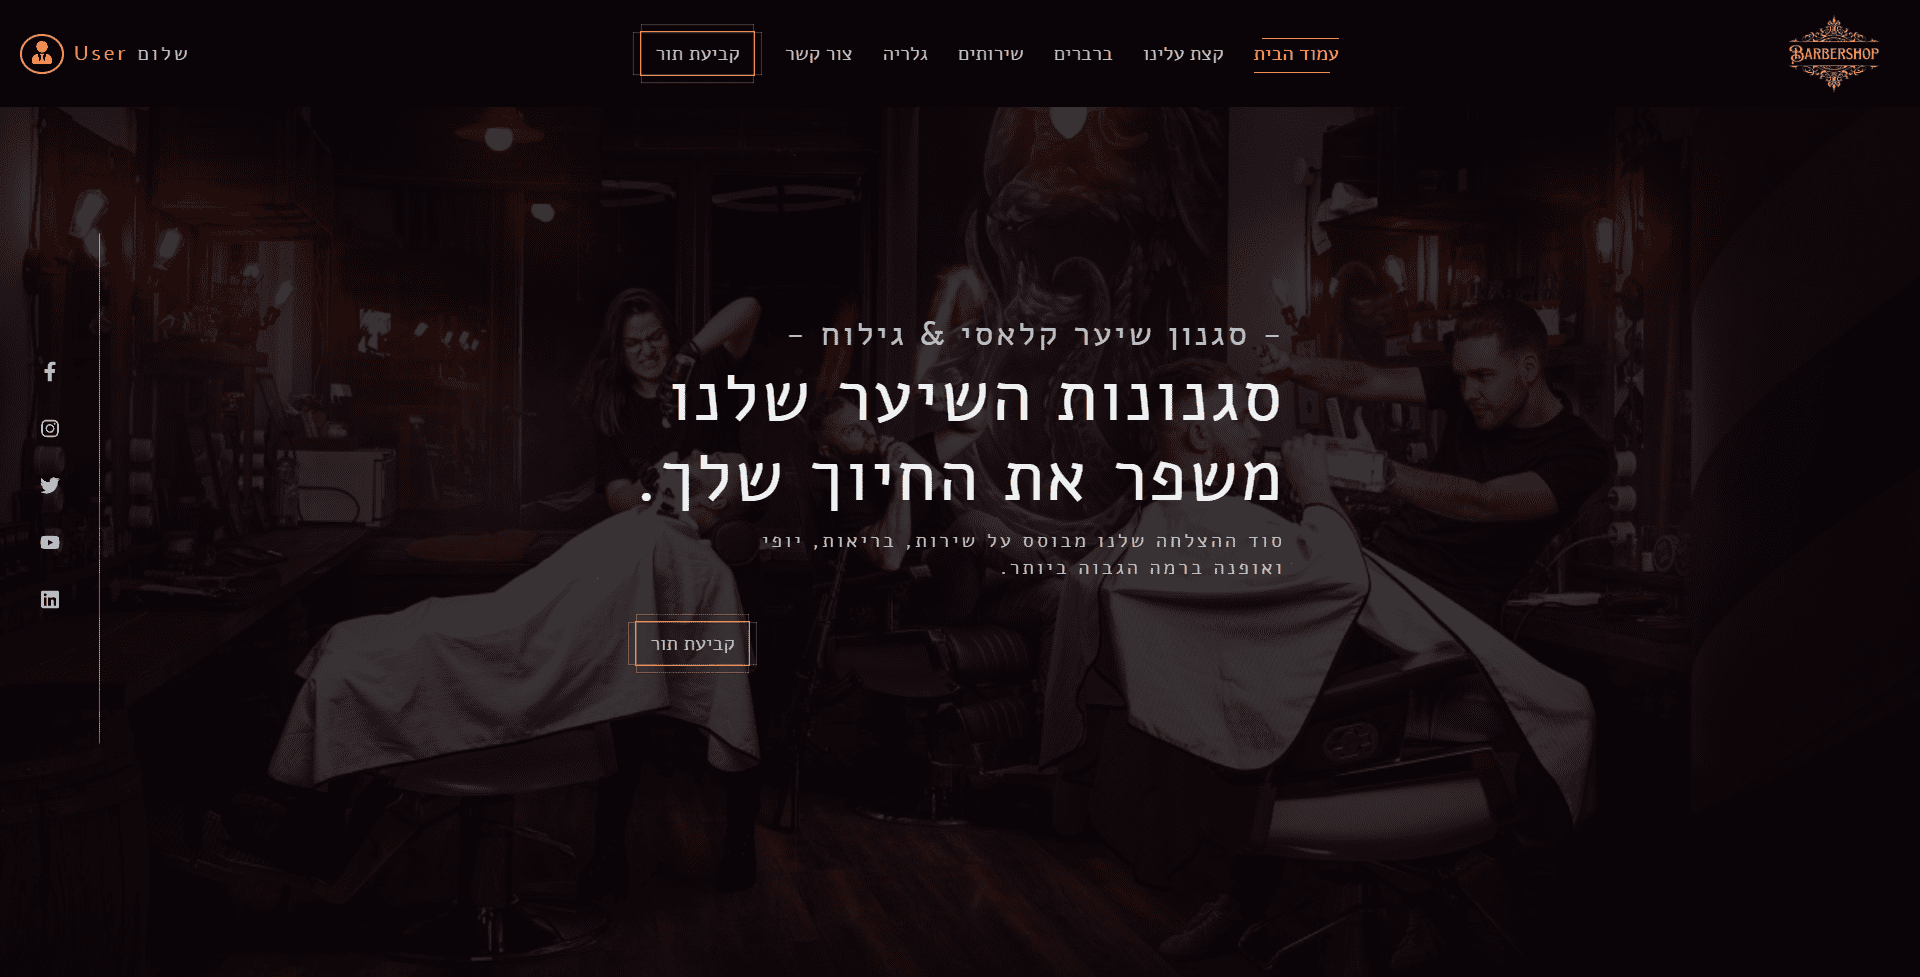 BARBERSHOP
עמוד הבית
קצת עלינו
ברברים
שירותים
גלריה
צור קשר
קביעת תור
שלום User
– סגנון שיער קלאסי & גילוח –
סגנונות השיער שלנו
משפר את החיוך שלך.
סוד ההצלחה שלנו מבוסס על שירות, בריאות, יופי
ואופנה ברמה הגבוה ביותר.
קביעת תור